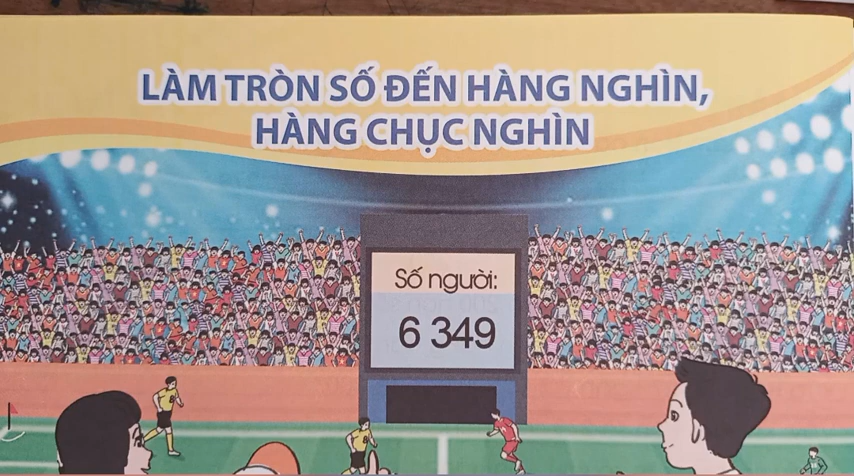 LÀM TRÒN SỐ ĐẾN HÀNG NGHÌN,
HÀNG CHỤC NGHÌN
Số người:
6 349